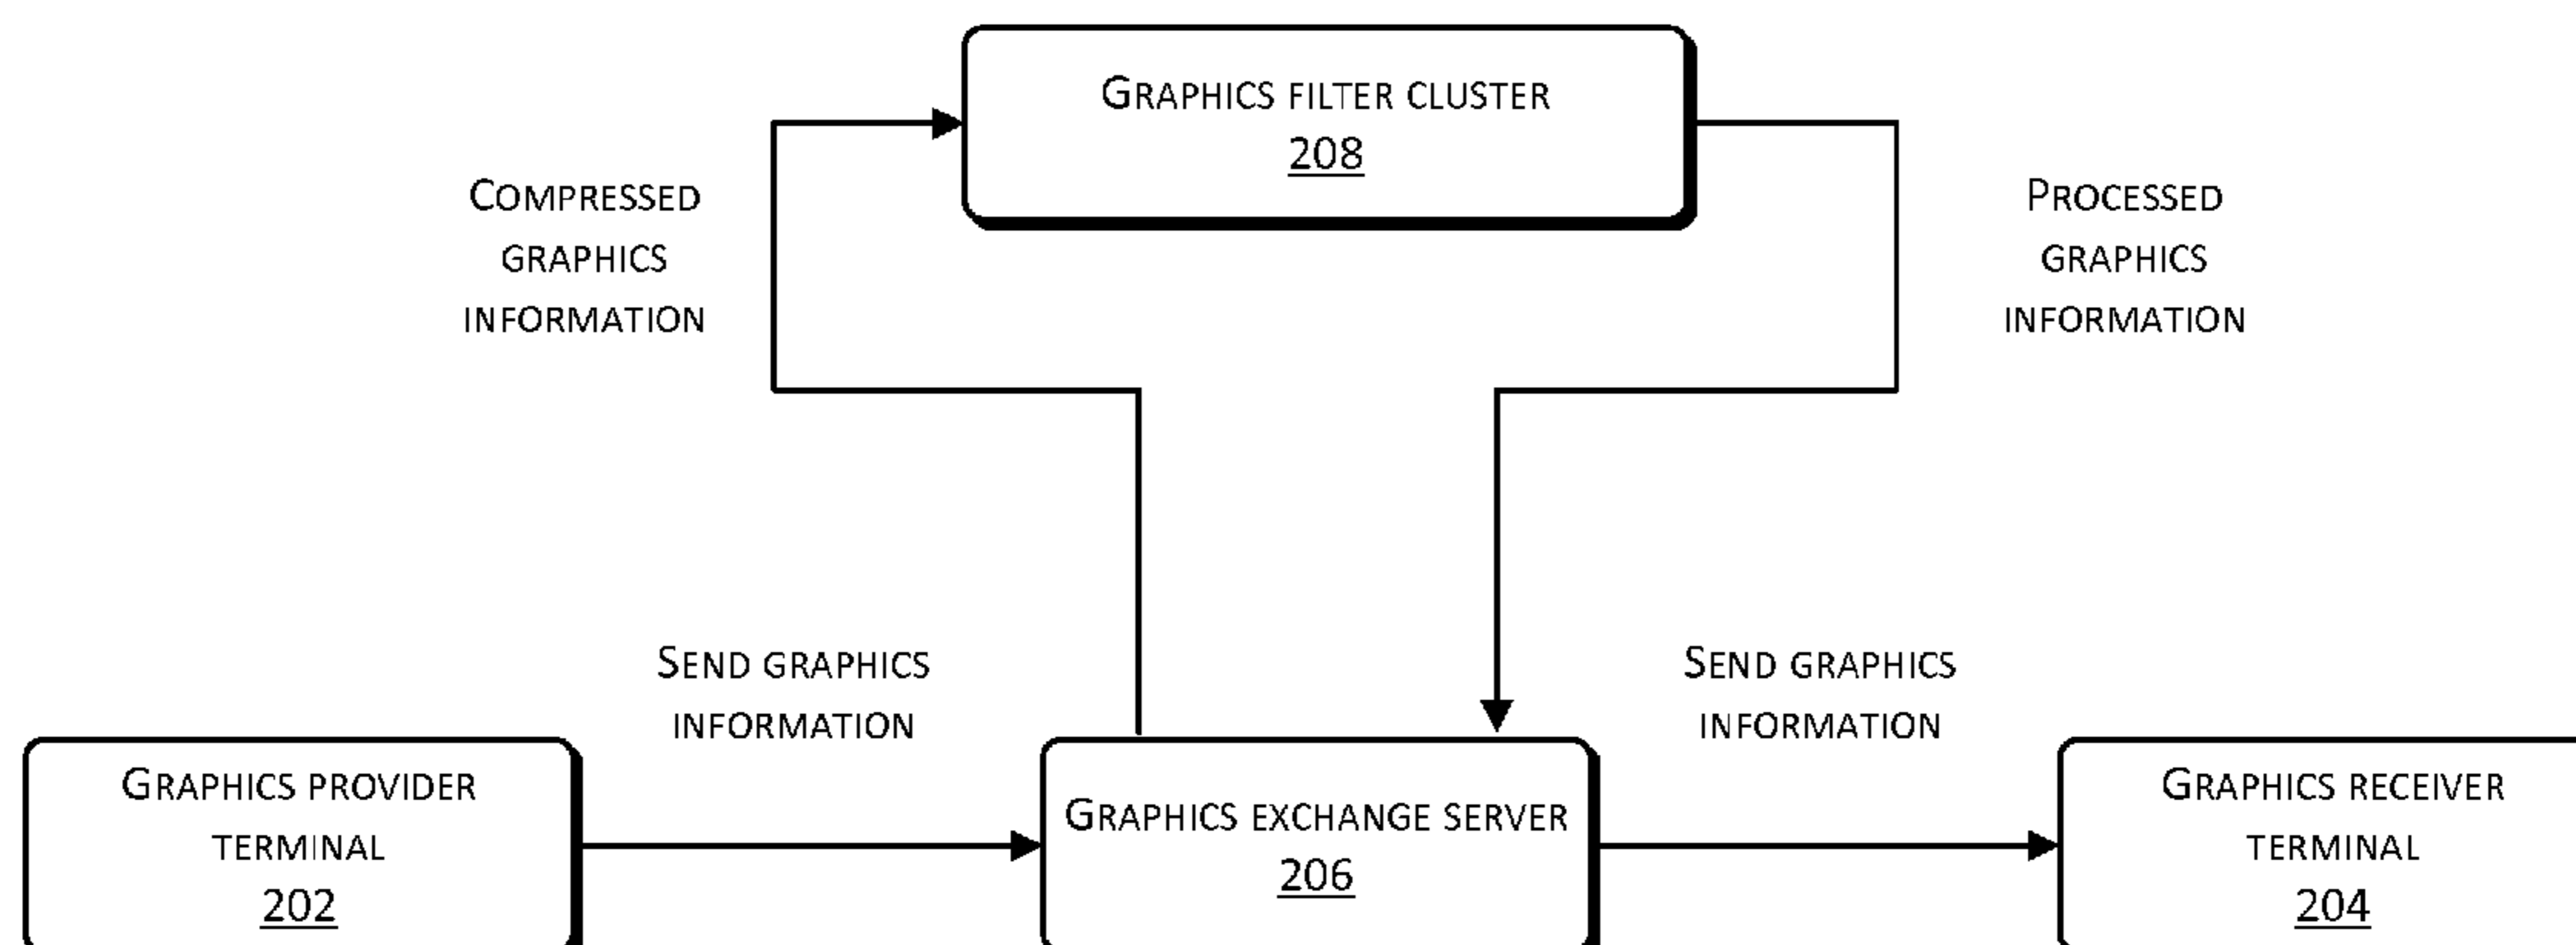 GRAPHICS FILTER CLUSTER
208
COMPRESSED
GRAPHICS
INFORMATION
PROCESSED
GRAPHICS
INFORMATION
SEND GRAPHICS
INFORMATION
SEND GRAPHICS
INFORMATION
GRAPHICS PROVIDER
TERMINAL
202
GRAPHICS EXCHANGE SERVER
206
GRAPHICS RECEIVER
TERMINAL
204